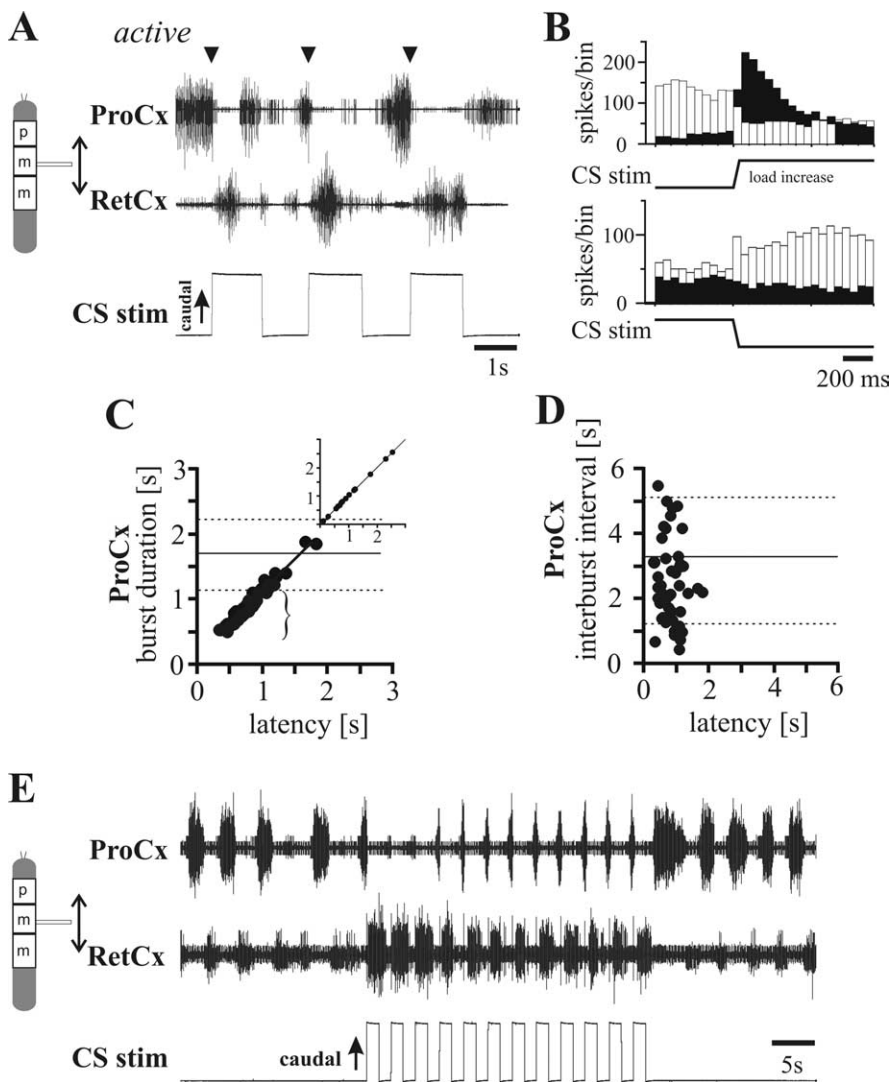 A
active
p
m
m
ProCx
RetCx
CS stim
caudal
1s
B
spikes/bin
200
100
0
CS stim
load increase
spikes/bin
100
0
CS stim
200 ms
C
ProCx
burst duration [s]
3
2
1
0
0 1 2 3
latency [s]
2
1
1 2
D
ProCx
interburst interval [s]
6
5
4
3
2
1
0
0 2 4 6
latency [s]
E
p
m
m
ProCx
RetCx
CS stim
caudal
5s